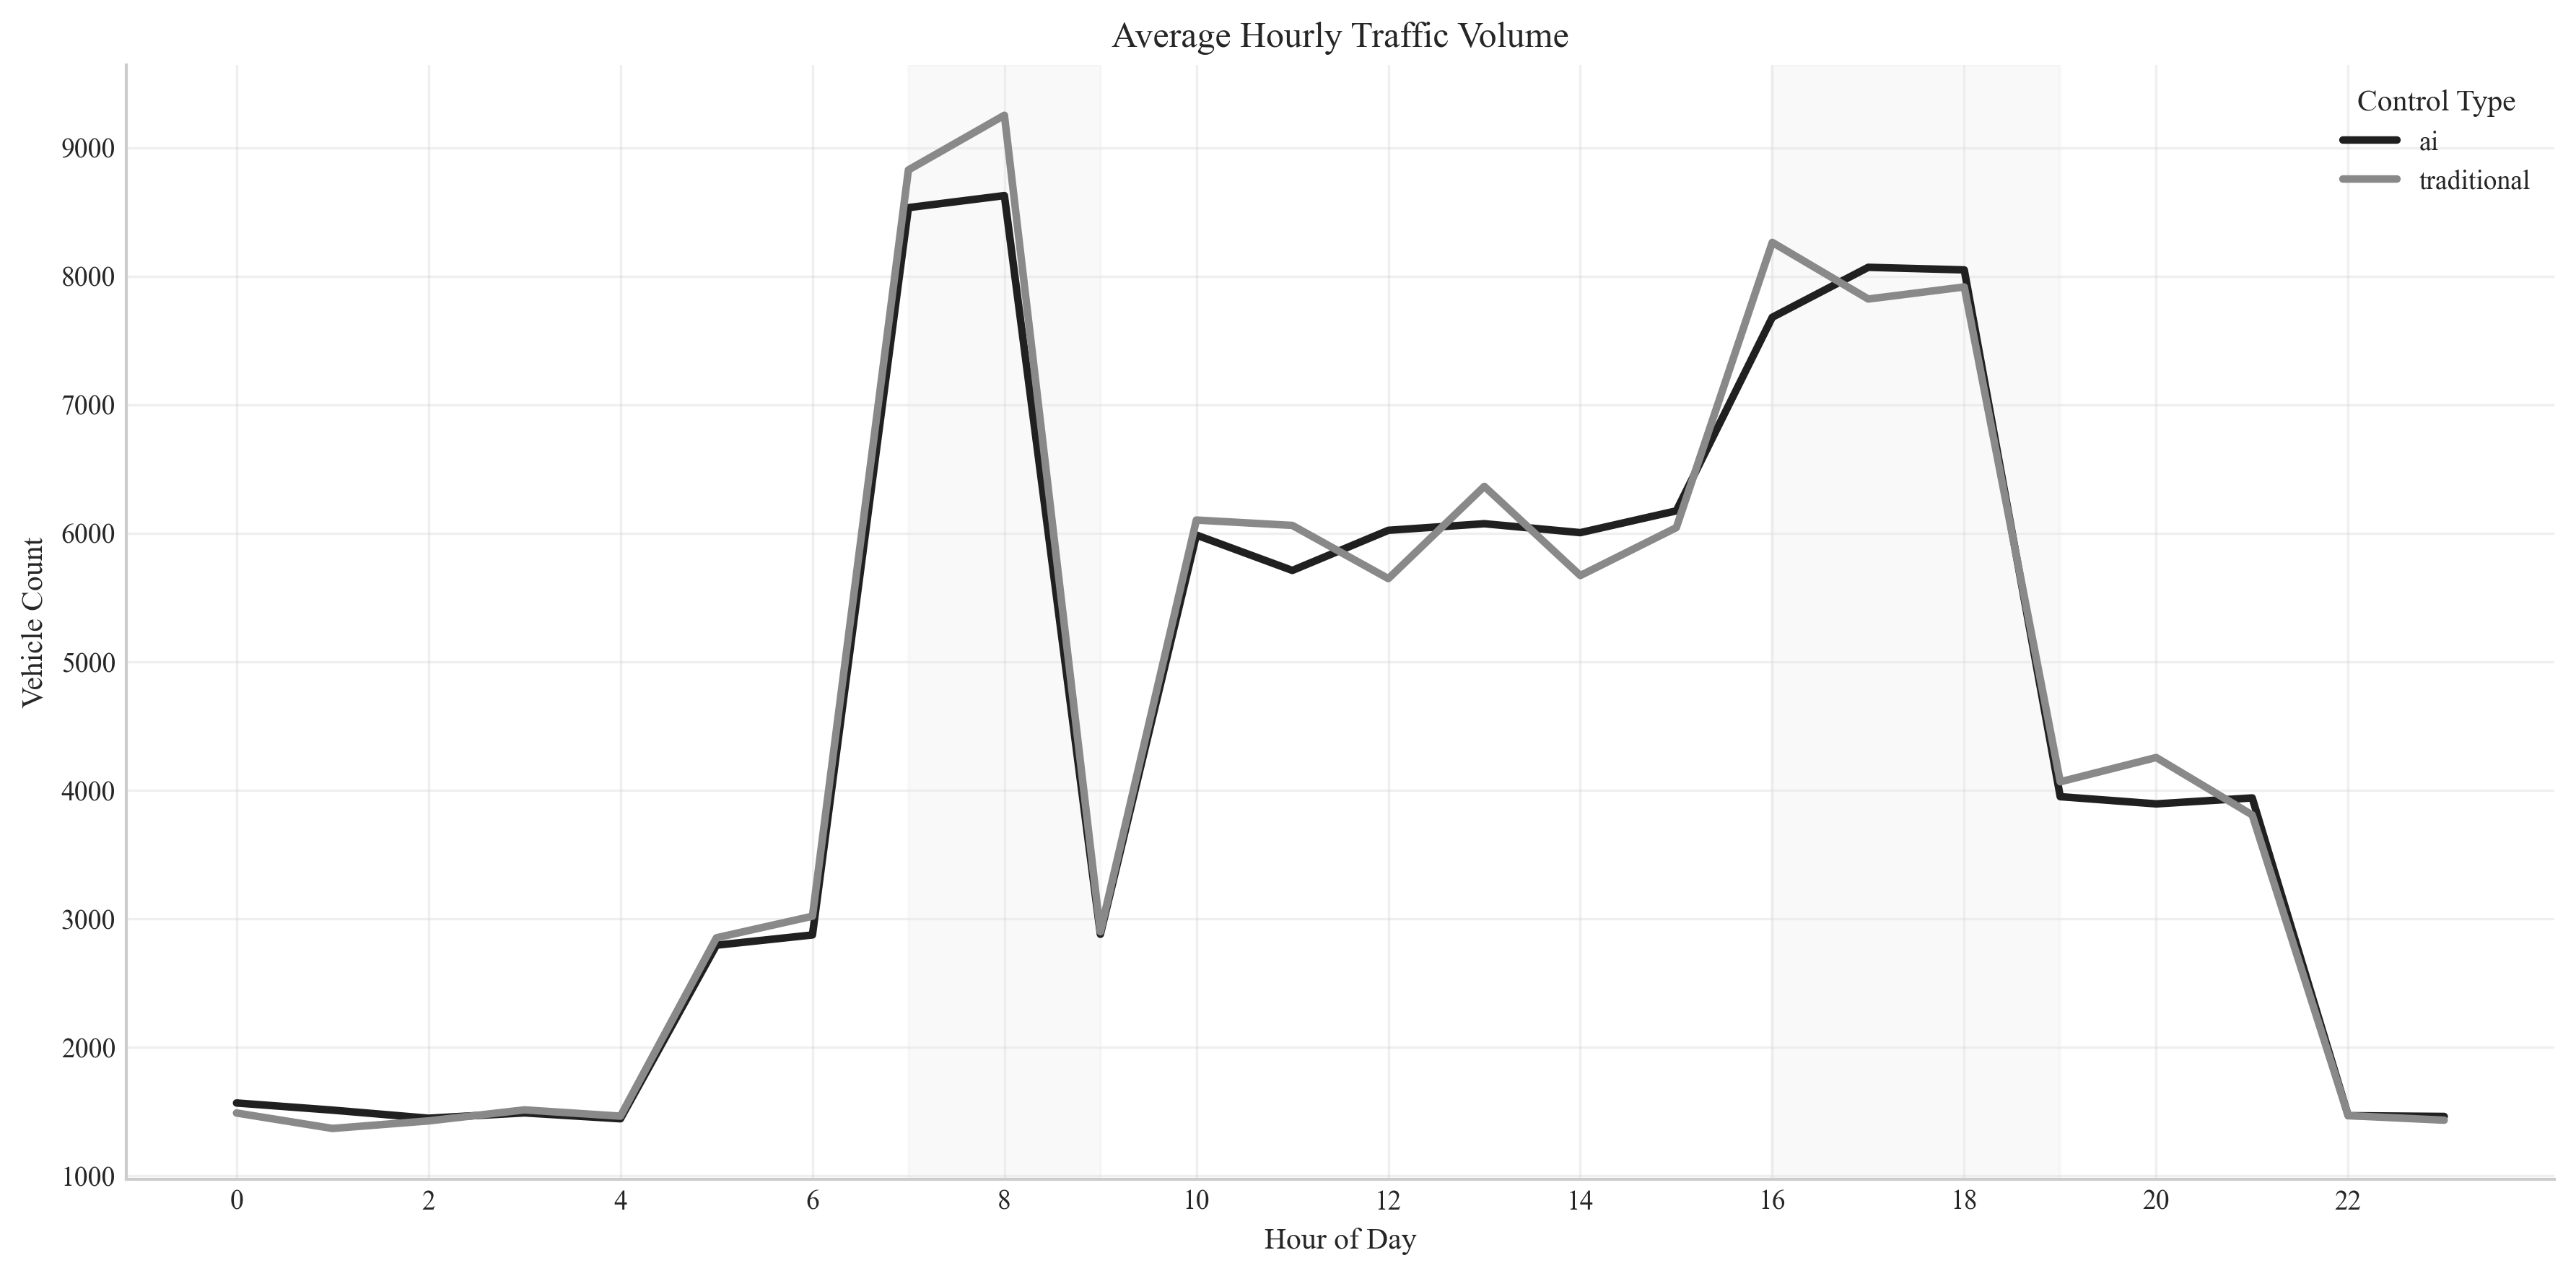 Average Hourly Traffic Volume
Control Type
ai
traditional
Vehicle Count
9000
8000
7000
6000
5000
4000
3000
2000
1000
0 2 4 6 8 10 12 14 16 18 20 22
Hour of Day